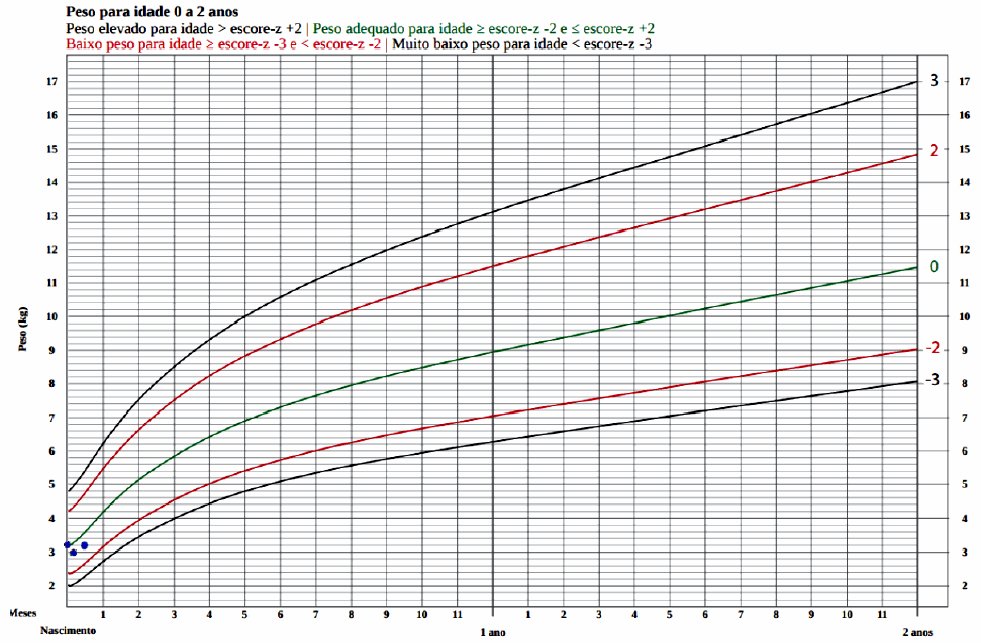 Peso para idade 0 a 2 anos
Peso elevado para idade > escore-z +2 | Peso adequado para idade ≥ escore-z -2 e ≤ escore-z +2
Baixo peso para idade ≥ escore-z -3 e < escore-z -2 | Muito baixo peso para idade < escore-z -3
17 3 17
16 16
15 2 15
14 14
13 13
12 12
11 0 11
10 10
9 -2 9
8 -3 8
7 7
6 6
5 5
4 4
3 3
2 2
Peso (kg)
Meses 1 2 3 4 5 6 7 8 9 10 11 1 2 3 4 5 6 7 8 9 10 11
Nascimento 1 ano 2 anos